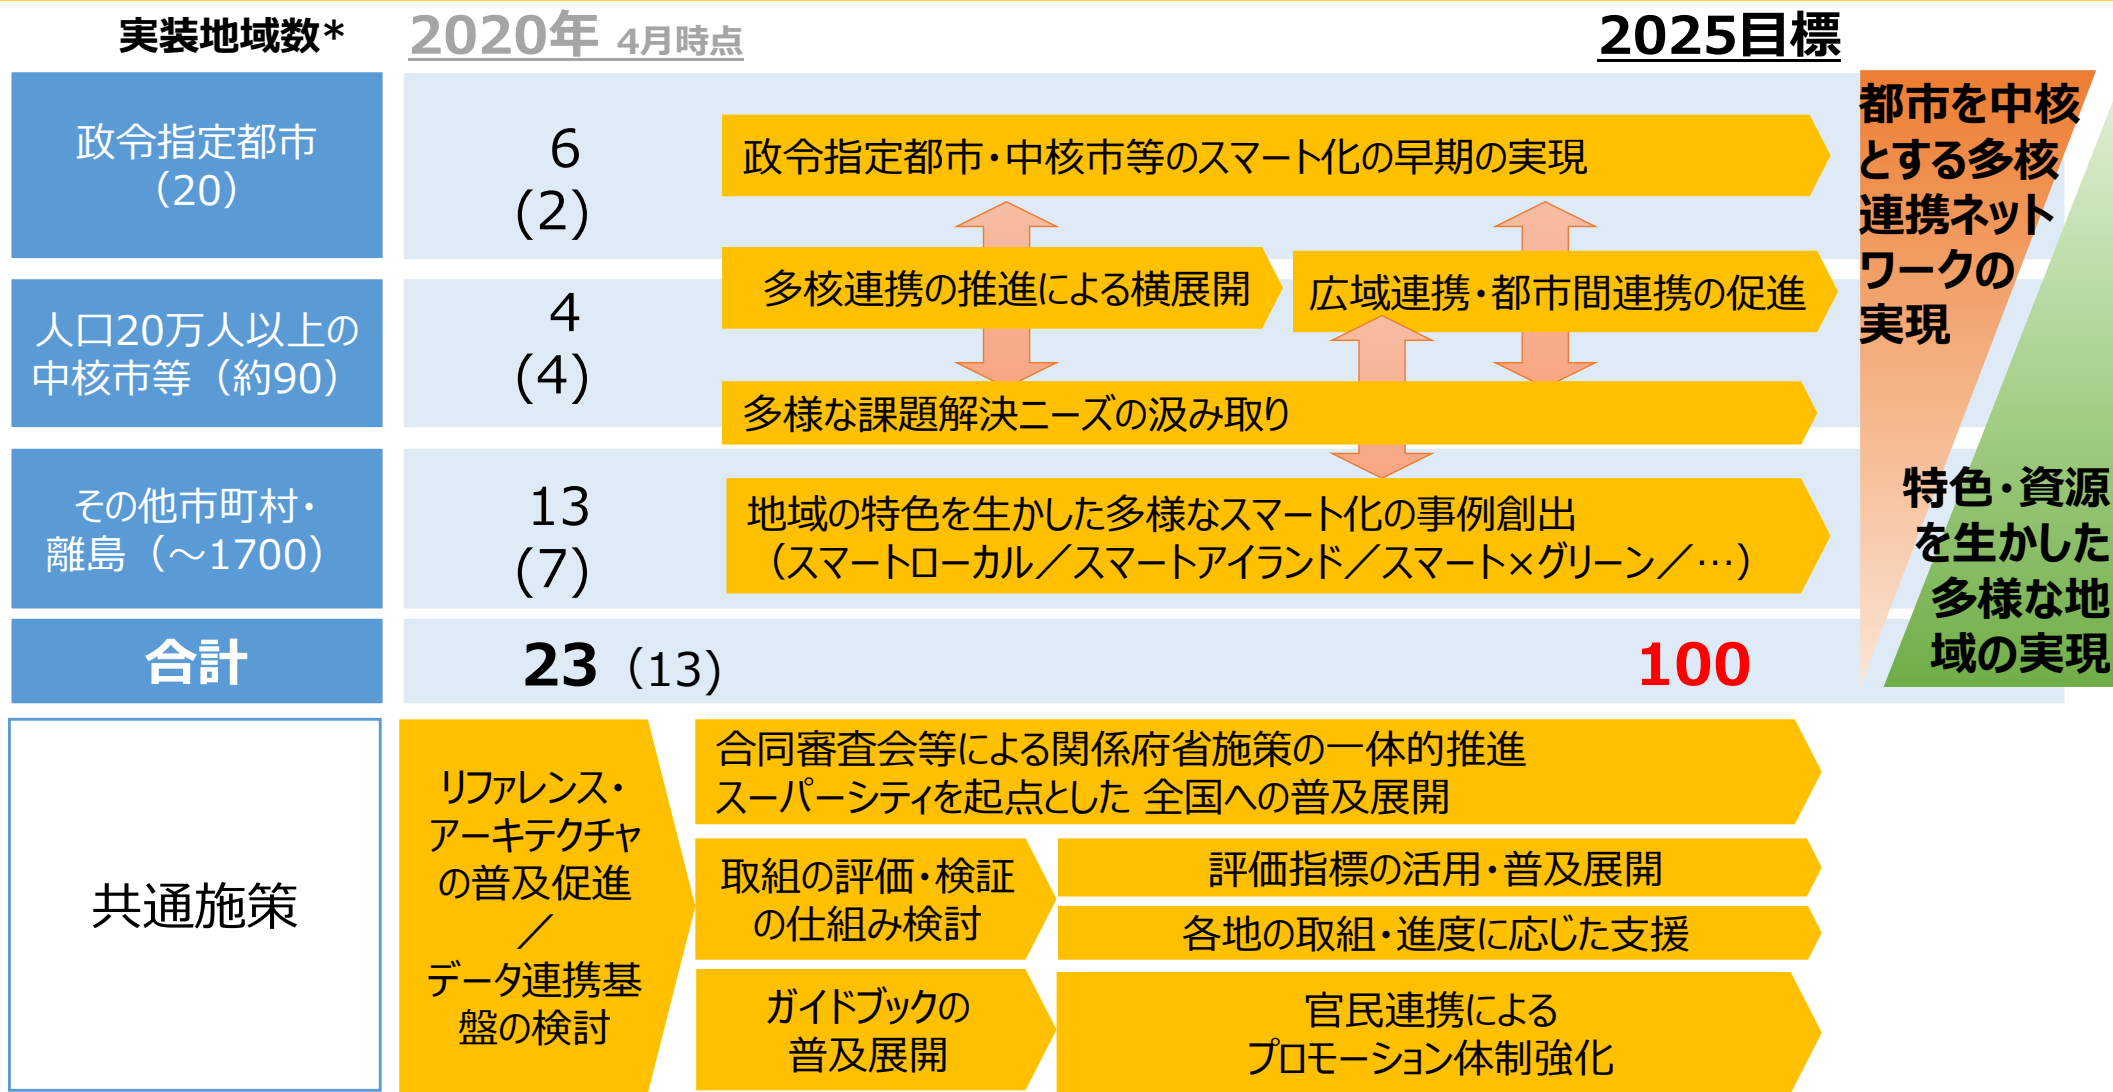 実装地域数*
2020年 4月時点
2025目標
政令指定都市
（20）
6
(2)
政令指定都市・中核市等のスマート化の早期の実現
多核連携の推進による横展開
広域連携・都市間連携の促進
人口20万人以上の
中核市等（約90）
4
(4)
多様な課題解決ニーズの汲み取り
その他市町村・
離島（～1700）
13
(7)
地域の特色を生かした多様なスマート化の事例創出
（スマートローカル／スマートアイランド／スマート×グリーン／…）
都市を中核
とする多核
連携ネット
ワークの
実現
特色・資源
を生かした
多様な地
域の実現
合計
23（13）
100
共通施策
リファレンス・
アーキテクチャ
の普及促進
／
データ連携基
盤の検討
合同審査会等による関係府省施策の一体的推進
スーパーシティを起点とした 全国への普及展開
取組の評価・検証
の仕組み検討
評価指標の活用・普及展開
各地の取組・進度に応じた支援
ガイドブックの
普及展開
官民連携による
プロモーション体制強化